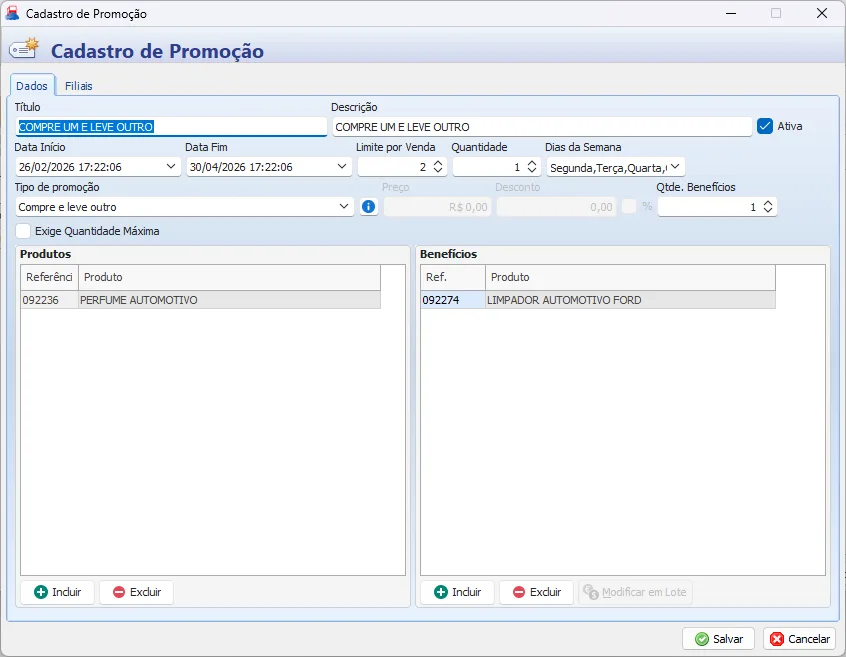 Cadastro de Promoção
Cadastro de Promoção
Dados Filiais
Título Descrição
COMPRE UM E LEVE OUTRO COMPRE UM E LEVE OUTRO Ativa
Data Início Data Fim Limite por Venda Quantidade Dias da Semana
26/02/2026 17:22:06 30/04/2026 17:22:06 2 1 Segunda,Terça,Quarta,
Tipo de promoção Preço Desconto Qtde. Benefícios
Compre e leve outro R$ 0,00 0,00 % 1
Exige Quantidade Máxima
Produtos Benefícios
Referênci Produto Ref. Produto
092236 PERFUME AUTOMOTIVO 092274 LIMPADOR AUTOMOTIVO FORD
Incluir Excluir Incluir Excluir Modificar em Lote
Salvar Cancelar